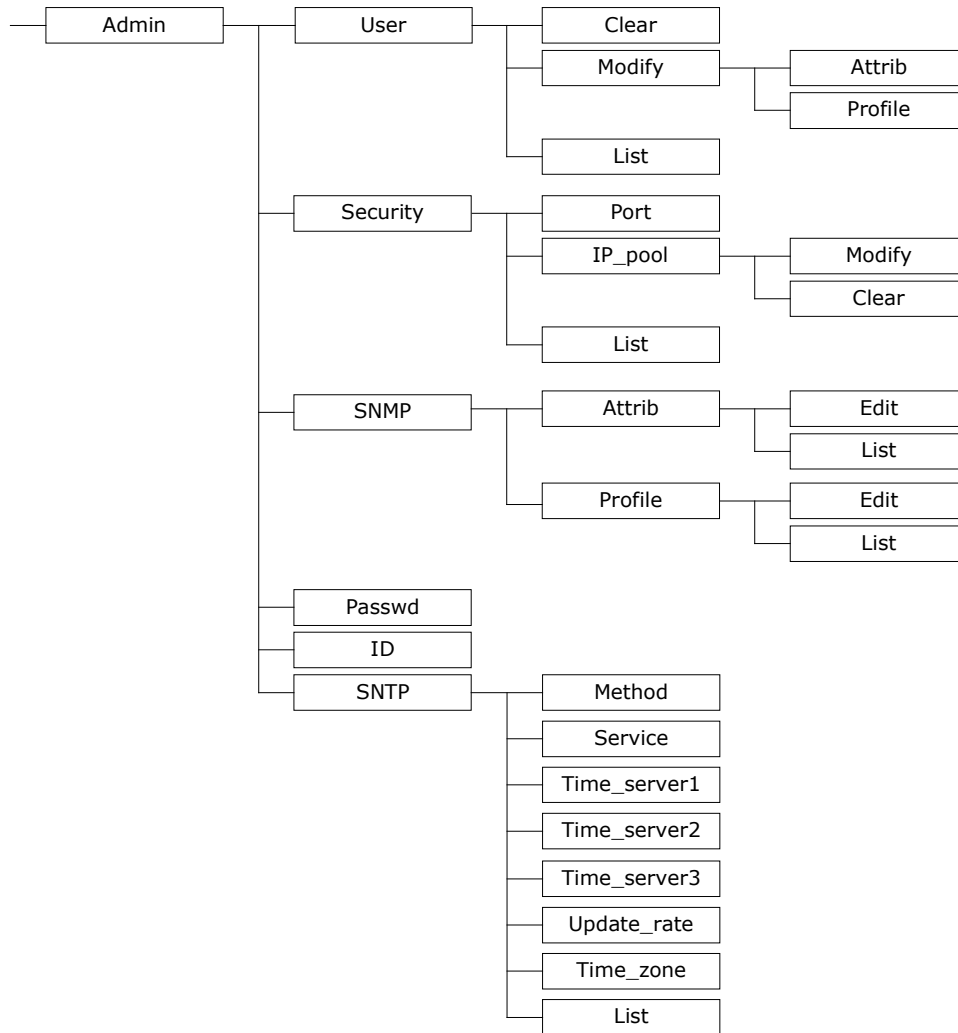 Admin
User
Clear
Modify
Attrib
Profile
List
Security
Port
IP_pool
Modify
Clear
List
SNMP
Attrib
Edit
List
Profile
Edit
List
Passwd
ID
SNTP
Method
Service
Time_server1
Time_server2
Time_server3
Update_rate
Time_zone
List